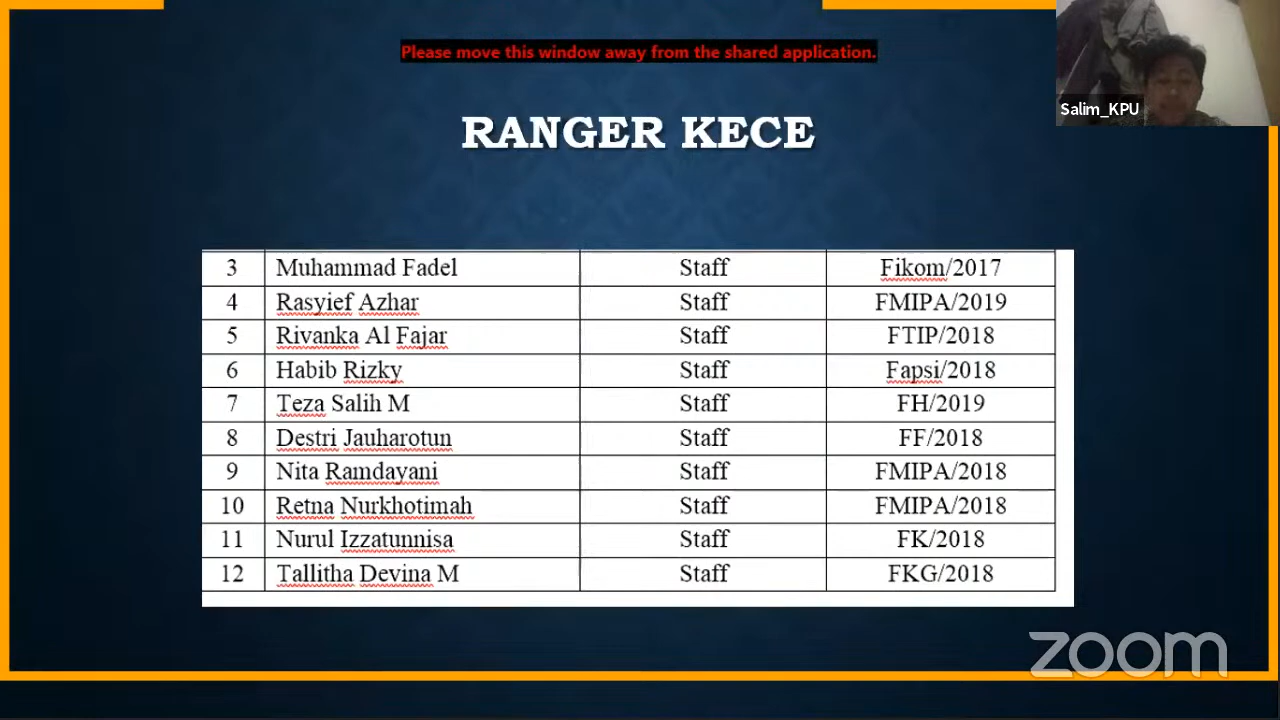 Please move this window away from the shared application.
Salim_KPU
RANGER KECE
3 Muhammad Fadel Staff Fikom/2017
4 Rasyief Azhar Staff FMIPA/2019
5 Rivanka Al Fajar Staff FTIP/2018
6 Habib Rizky Staff Fapsi/2018
7 Teza Salih M Staff FH/2019
8 Destri Jauharotun Staff FF/2018
9 Nita Ramdayani Staff FMIPA/2018
10 Retna Nurkhotimah Staff FMIPA/2018
11 Nurul Izzatunnisa Staff FK/2018
12 Tallitha Devina M Staff FKG/2018
zoom